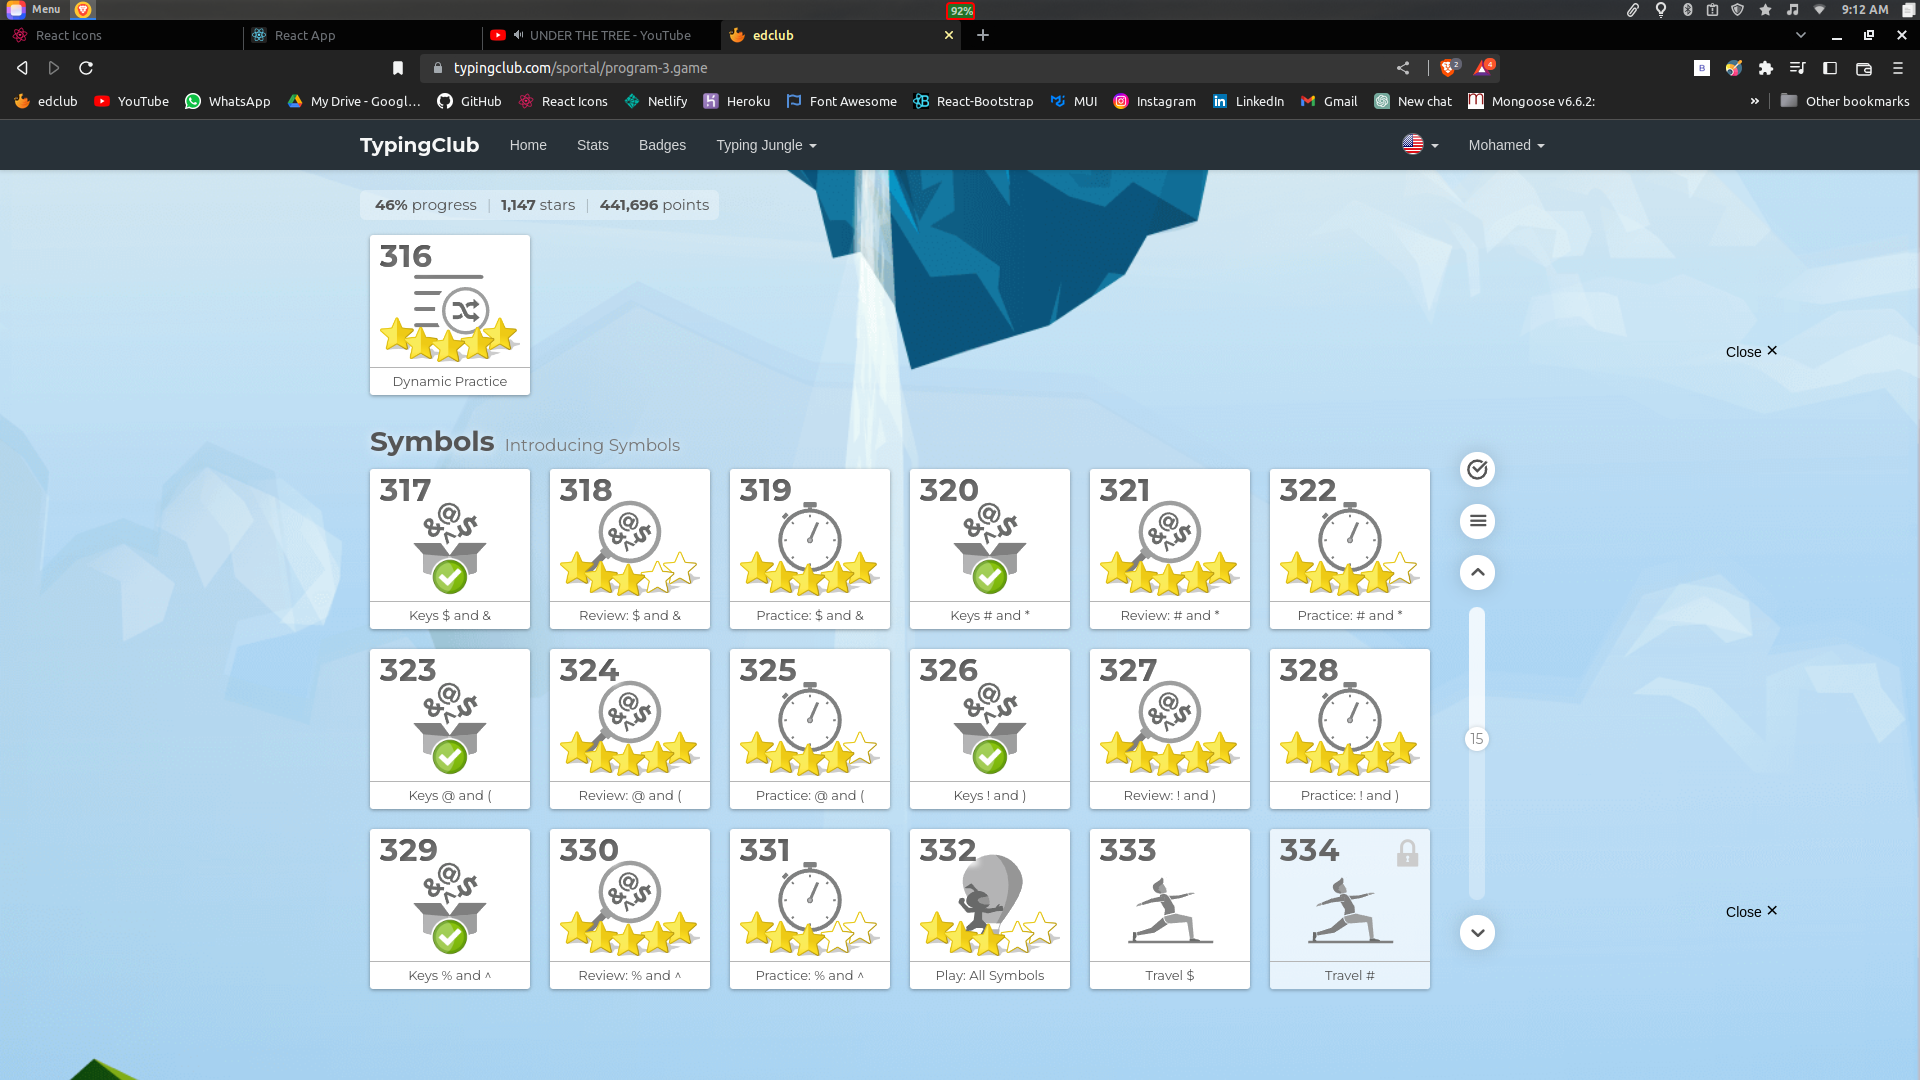 Menu
92%
9:12 AM
React Icons
React App
UNDER THE TREE - YouTube
edclub
typingclub.com/sportal/program-3.game
2
4
B
edclub
YouTube
WhatsApp
My Drive - Googl...
GitHub
React Icons
Netlify
Heroku
Font Awesome
React-Bootstrap
MUI
Instagram
LinkedIn
Gmail
New chat
Mongoose v6.6.2:
»
Other bookmarks
TypingClub
Home
Stats
Badges
Typing Jungle
Mohamed
46% progress | 1,147 stars | 441,696 points
316
Dynamic Practice
Close ✕
Symbols Introducing Symbols
317
Keys $ and &
318
Review: $ and &
319
Practice: $ and &
320
Keys # and *
321
Review: # and *
322
Practice: # and *
323
Keys @ and (
324
Review: @ and (
325
Practice: @ and (
326
Keys ! and )
327
Review: ! and )
328
Practice: ! and )
15
329
Keys % and ^
330
Review: % and ^
331
Practice: % and ^
332
Play: All Symbols
333
Travel $
334
Travel #
Close ✕